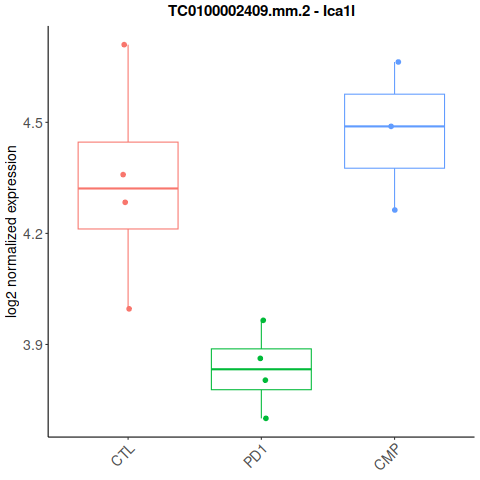 TC0100002409.mm.2 - Ica1l
log2 normalized expression
4.5
4.2
3.9
CTL
PD1
CMP